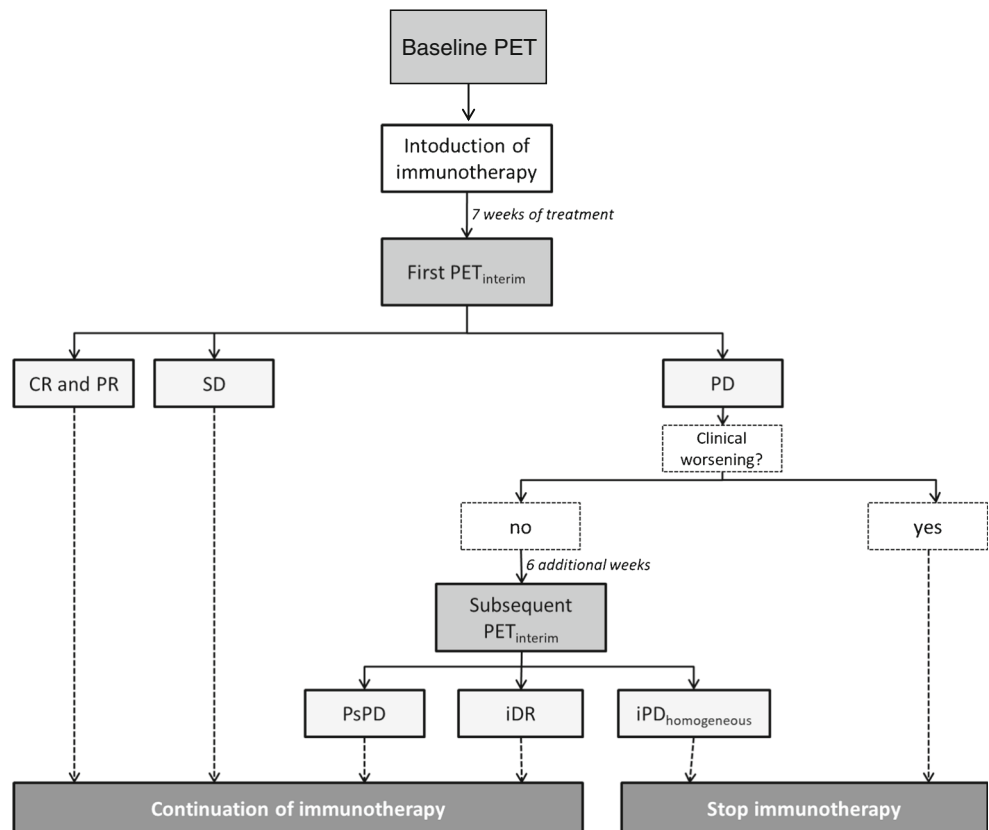 Baseline PET
Intoduction of
immunotherapy
7 weeks of treatment
First PETinterim
CR and PR
SD
PD
Clinical
worsening?
no
yes
6 additional weeks
Subsequent
PETinterim
PsPD
iDR
iPDhomogeneous
Continuation of immunotherapy
Stop immunotherapy